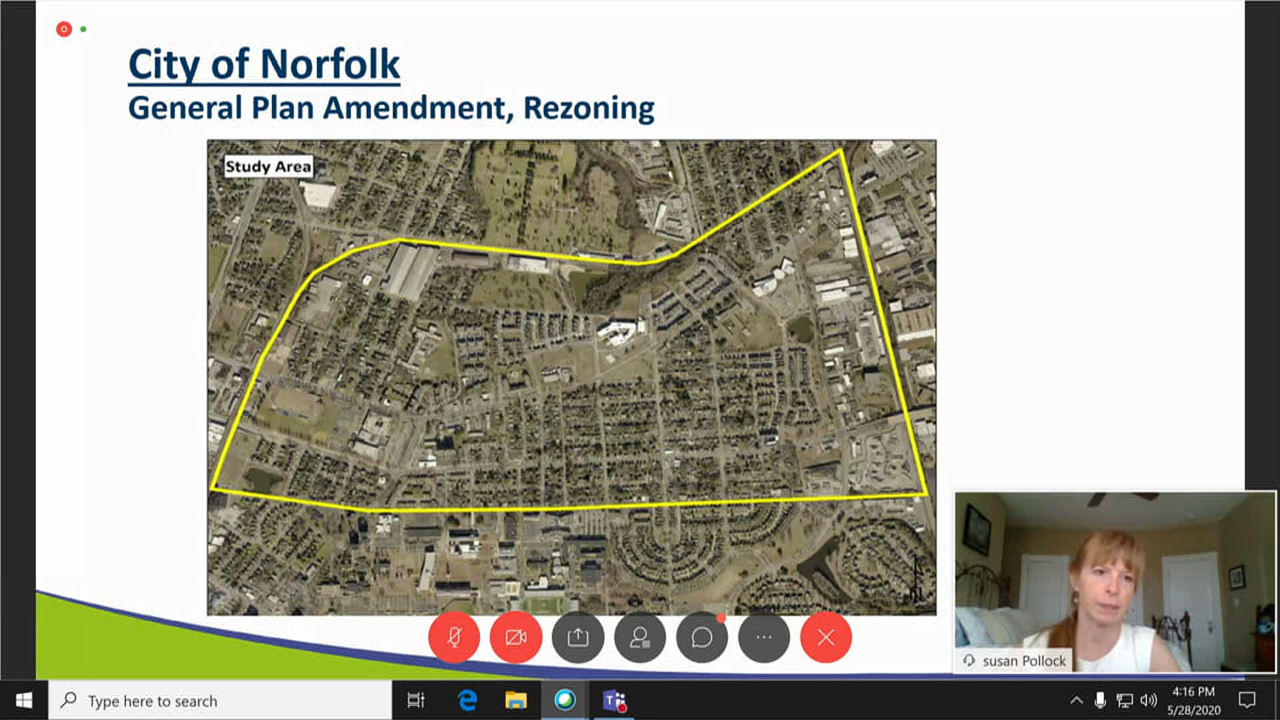 City of Norfolk
General Plan Amendment, Rezoning
Study Area
susan Pollock
Type here to search
4:16 PM
5/28/2020